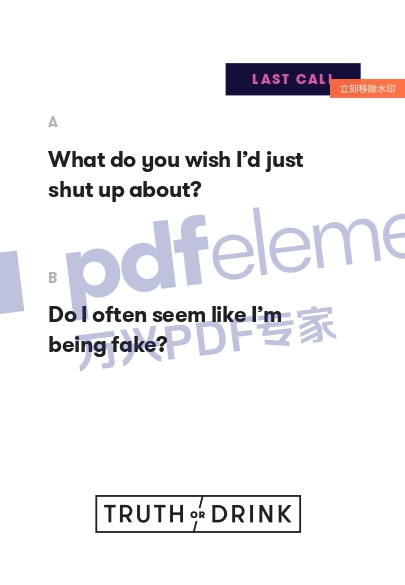 LAST CALL
立刻移除水印
A
What do you wish I’d just
shut up about?
pdfeleme
B
Do I often seem like I’m
being fake?
万兴PDF专家
TRUTH OR DRINK